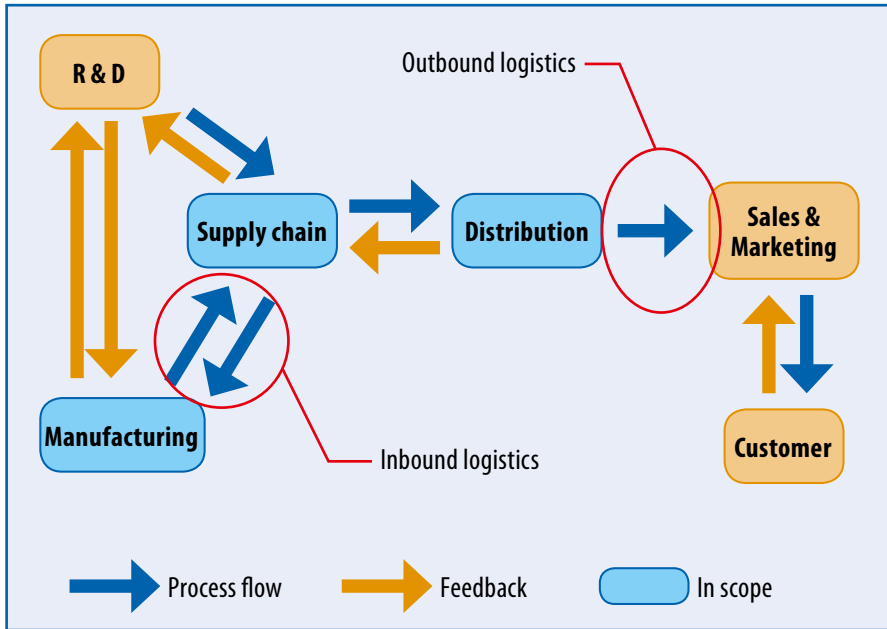 R & D
Outbound logistics
Supply chain
Distribution
Sales &
Marketing
Manufacturing
Inbound logistics
Customer
Process flow
Feedback
In scope